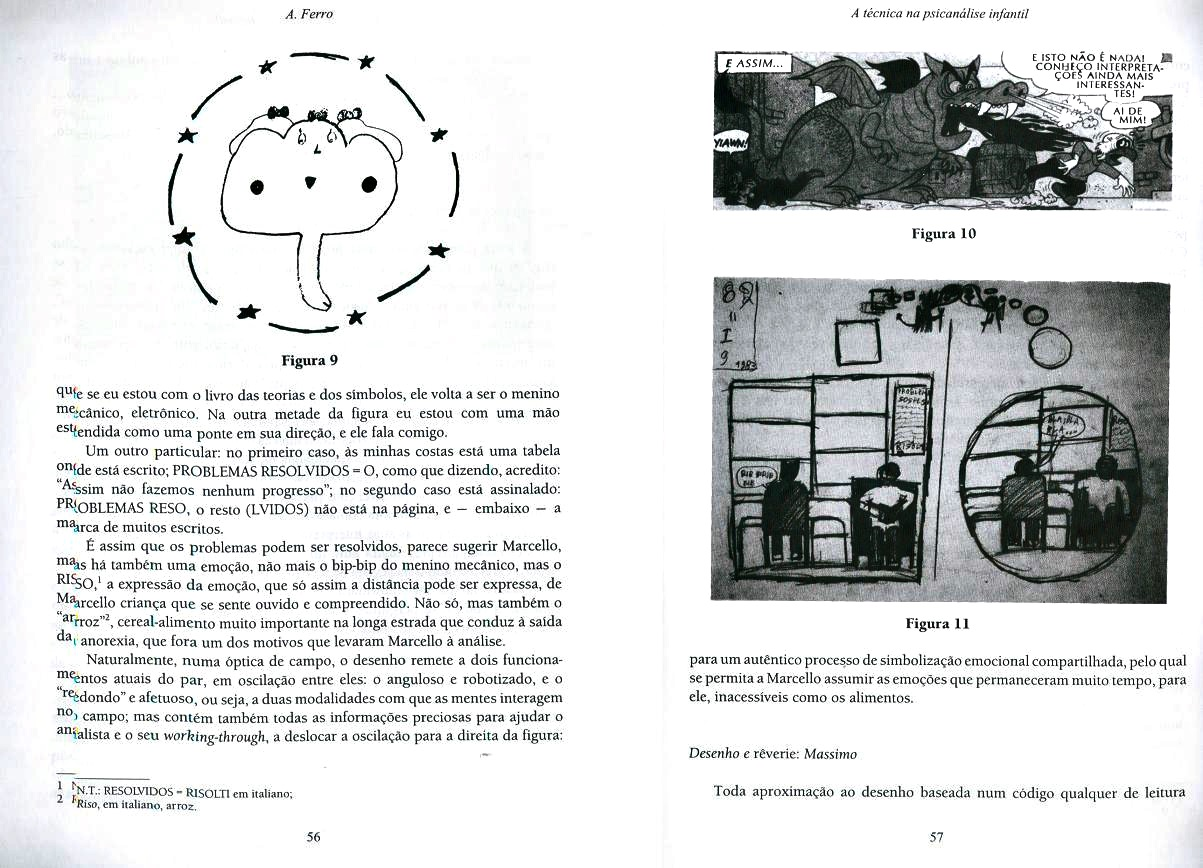 A. Ferro
Figura 9
que se eu estou com o livro das teorias e dos símbolos, ele volta a ser o menino
mecânico, eletrônico. Na outra metade da figura eu estou com uma mão
estendida como uma ponte em sua direção, e ele fala comigo.
Um outro particular: no primeiro caso, às minhas costas está uma tabela
onde está escrito; PROBLEMAS RESOLVIDOS = O, como que dizendo, acredito:
"Assim não fazemos nenhum progresso"; no segundo caso está assinalado:
PROBLEMAS RESO, o resto (LVIDOS) não está na página, e — embaixo — a
marca de muitos escritos.
É assim que os problemas podem ser resolvidos, parece sugerir Marcello,
mas há também uma emoção, não mais o bip-bip do menino mecânico, mas o
RISSO,¹ a expressão da emoção, que só assim a distância pode ser expressa, de
Marcello criança que se sente ouvido e compreendido. Não só, mas também o
"arroz"², cereal-alimento muito importante na longa estrada que conduz à saída
da anorexia, que fora um dos motivos que levaram Marcello à análise.
Naturalmente, numa óptica de campo, o desenho remete a dois funciona-
mentos atuais do par, em oscilação entre eles: o anguloso e robotizado, e o
"redondo" e afetuoso, ou seja, a duas modalidades com que as mentes interagem
no campo; mas contém também todas as informações preciosas para ajudar o
analista e o seu working-through, a deslocar a oscilação para a direita da figura:
1 N.T.: RESOLVIDOS = RISOLTI em italiano;
2 Riso, em italiano, arroz.
56
A técnica na psicanálise infantil
E ASSIM...
E ISTO NÃO É NADA!
CONHEÇO INTERPRETA-
ÇÕES AINDA MAIS
INTERESSAN-
TES!
AI DE
MIM!
YIAWN!
Figura 10
82
II
I
9 1983
BIP BIP
BIP
BLA BLA
BLA...
Figura 11
para um autêntico processo de simbolização emocional compartilhada, pelo qual
se permita a Marcello assumir as emoções que permaneceram muito tempo, para
ele, inacessíveis como os alimentos.
Desenho e rêverie: Massimo
Toda aproximação ao desenho baseada num código qualquer de leitura
57